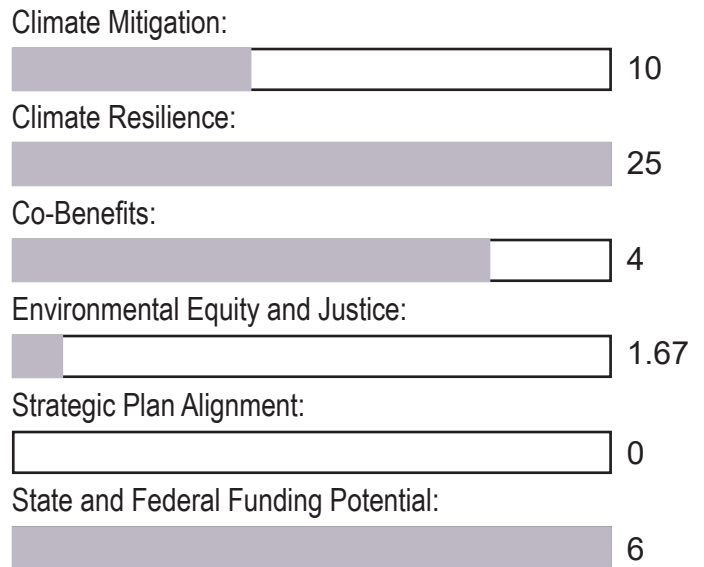 Climate Mitigation:
10
Climate Resilience:
25
Co-Benefits:
4
Environmental Equity and Justice:
1.67
Strategic Plan Alignment:
0
State and Federal Funding Potential:
6